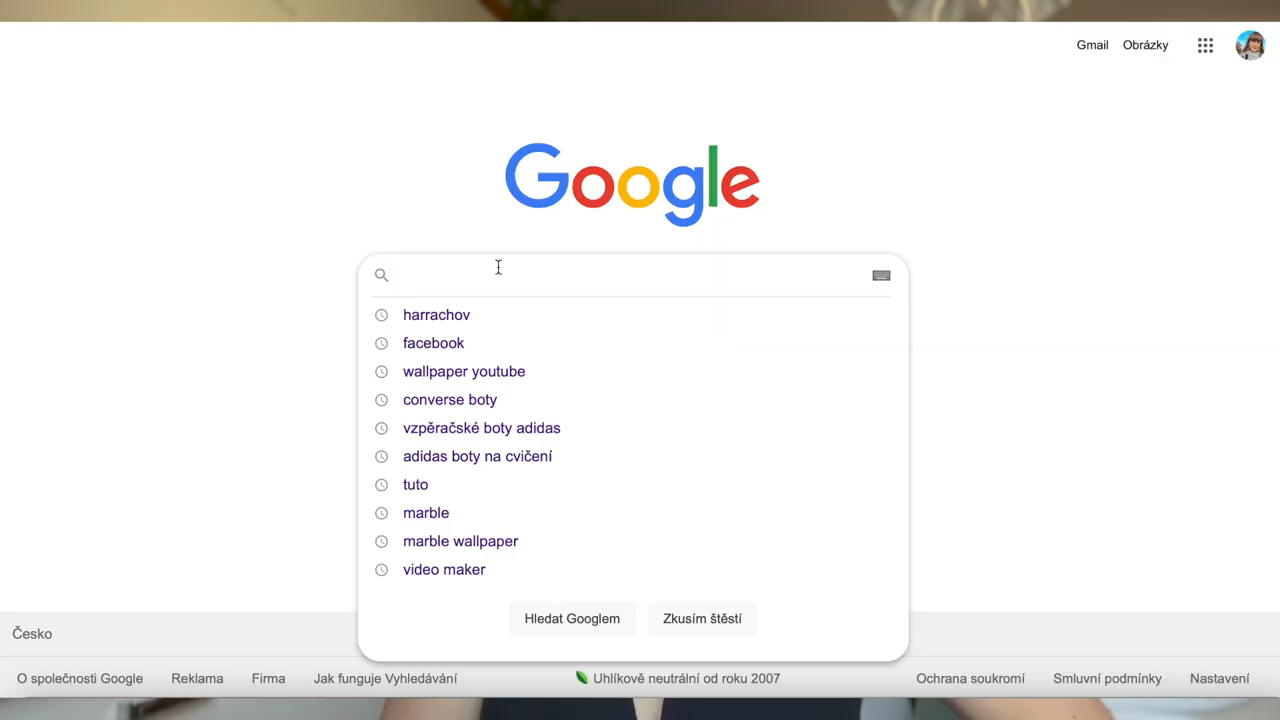 Gmail Obrázky
Google
harrachov
facebook
wallpaper youtube
converse boty
vzpěračské boty adidas
adidas boty na cvičení
tuto
marble
marble wallpaper
video maker
Hledat Googlem Zkusím štěstí
Česko
O společnosti Google Reklama Firma Jak funguje Vyhledávání Uhlíkově neutrální od roku 2007 Ochrana soukromí Smluvní podmínky Nastavení